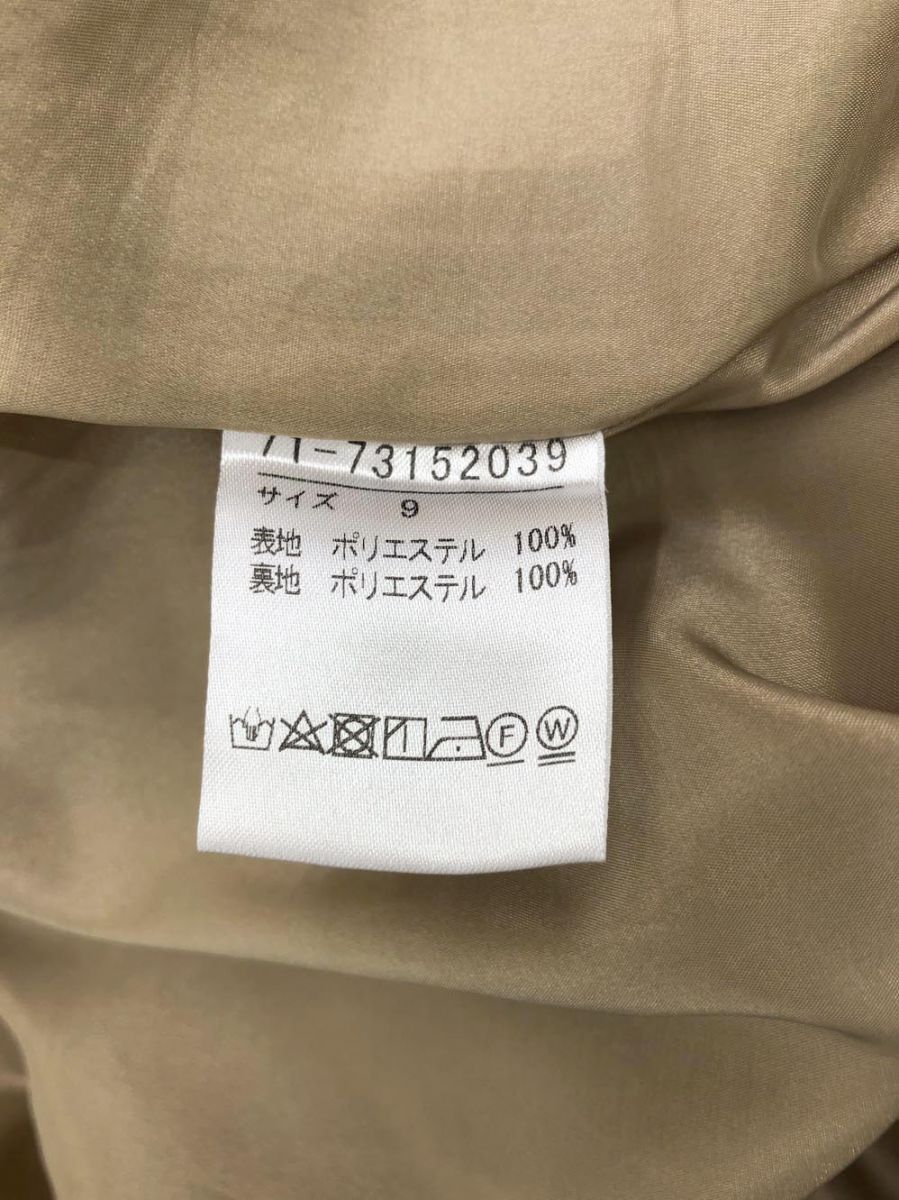 71-73152039
サイズ 9
表地 ポリエステル 100%
裏地 ポリエステル 100%
F W